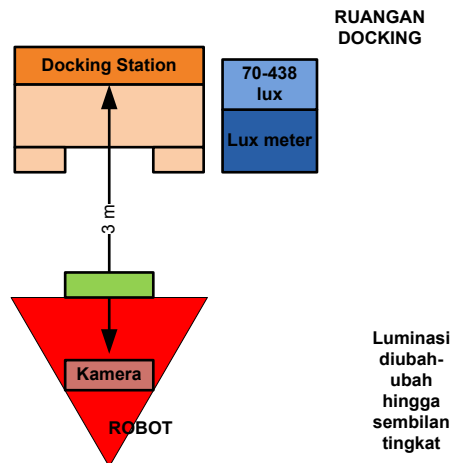 RUANGAN
DOCKING
Docking Station
70-438
lux
Lux meter
3 m
Kamera
ROBOT
Luminasi
diubah-
ubah
hingga
sembilan
tingkat